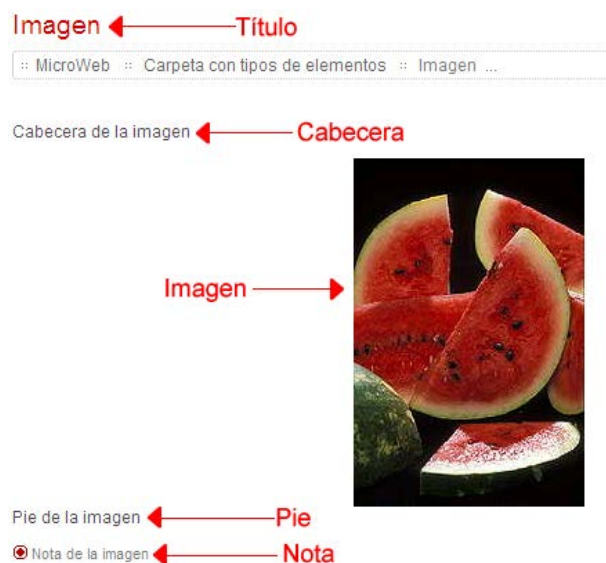 Imagen Título
:: MicroWeb :: Carpeta con tipos de elementos :: Imagen ...
Cabecera de la imagen Cabecera
Imagen
Pie de la imagen Pie
Nota de la imagen Nota